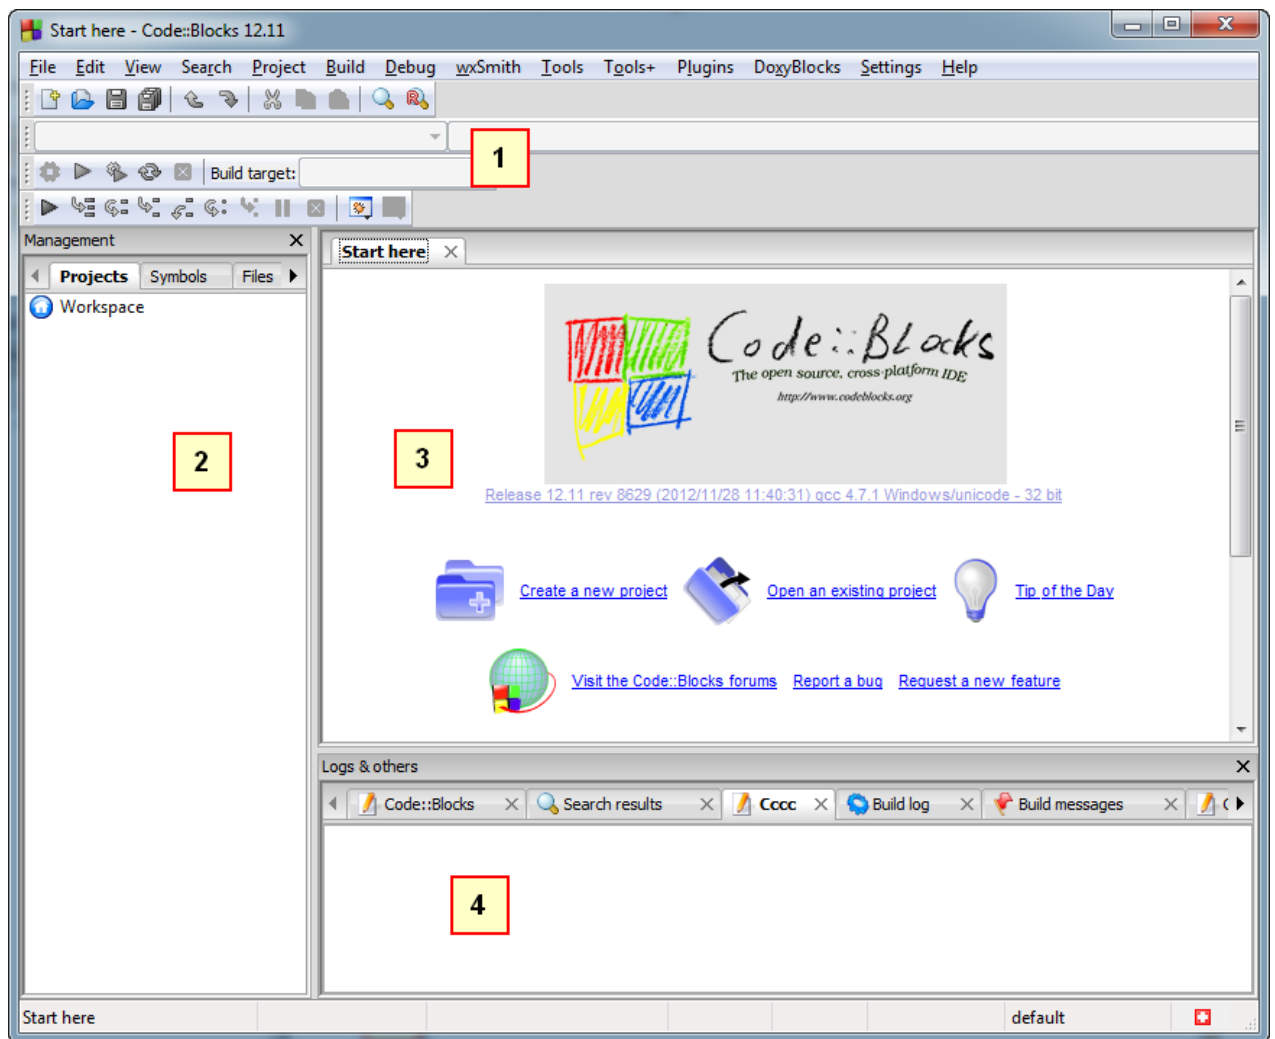 Start here - Code::Blocks 12.11
File Edit View Search Project Build Debug wxSmith Tools Tools+ Plugins DoxyBlocks Settings Help
1
Build target:
Management
Start here
Projects Symbols Files
Workspace
Code::Blocks
The open source, cross-platform IDE
http://www.codeblocks.org
2
3
Release 12.11 rev 8629 (2012/11/28 11:40:31) gcc 4.7.1 Windows/unicode - 32 bit
Create a new project Open an existing project Tip of the Day
Visit the Code::Blocks forums Report a bug Request a new feature
Logs & others
Code::Blocks Search results Cccc Build log Build messages
4
Start here default